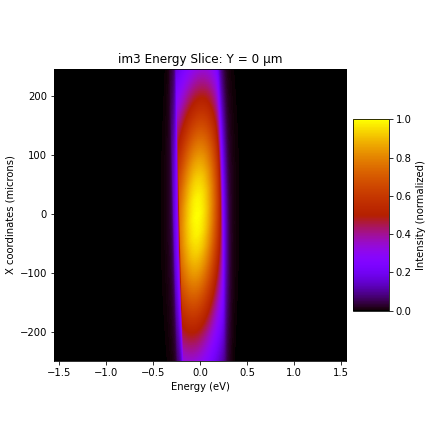 im3 Energy Slice: Y = 0 μm
X coordinates (microns)
200
100
0
−100
−200
−1.5 −1.0 −0.5 0.0 0.5 1.0 1.5
Energy (eV)
1.0
0.8
0.6
0.4
0.2
0.0
Intensity (normalized)